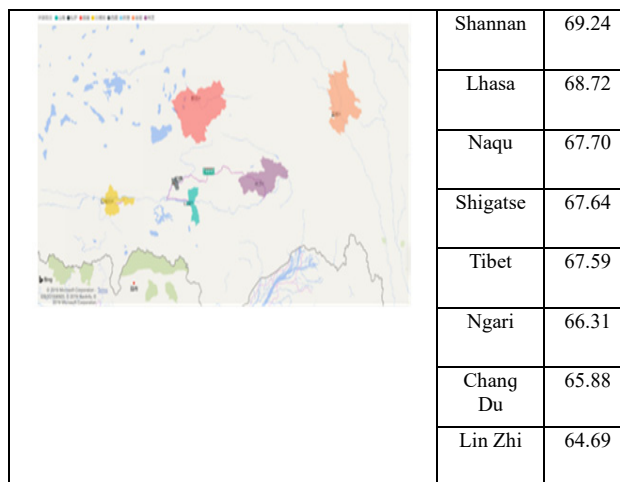 Shannan 69.24
Lhasa 68.72
Naqu 67.70
Shigatse 67.64
Tibet 67.59
Ngari 66.31
Chang
Du 65.88
Lin Zhi 64.69